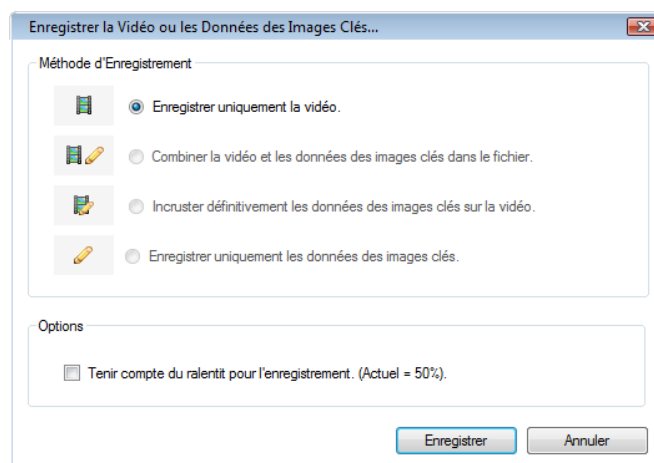 Enregistrer la Vidéo ou les Données des Images Clés...
Méthode d'Enregistrement
Enregistrer uniquement la vidéo.
Combiner la vidéo et les données des images clés dans le fichier.
Incruster définitivement les données des images clés sur la vidéo.
Enregistrer uniquement les données des images clés.
Options
Tenir compte du ralentit pour l'enregistrement. (Actuel = 50%).
Enregistrer
Annuler